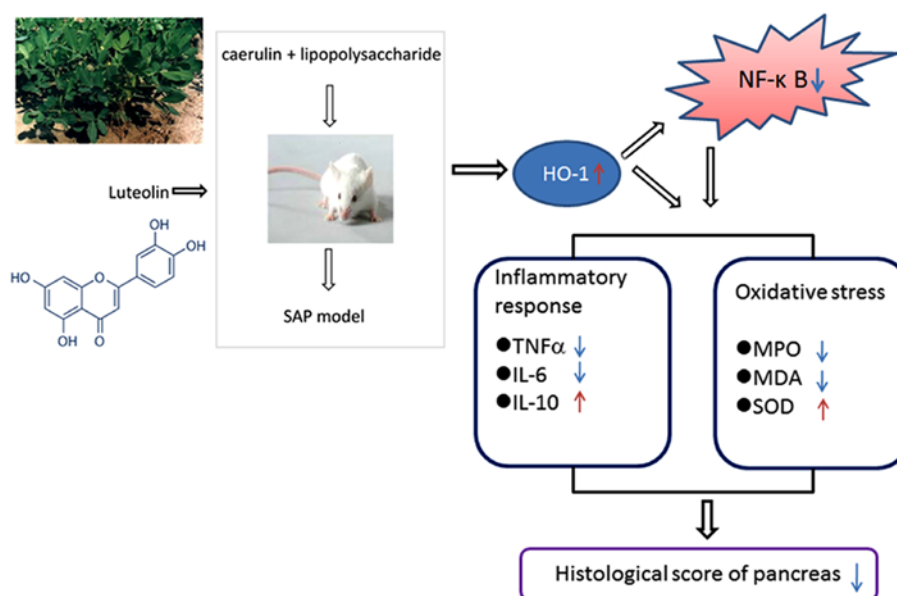 caerulin + lipopolysaccharide
Luteolin
SAP model
OH
OH
HO
O
OH
O
HO-1 ↑
NF-κ B ↓
Inflammatory
response
●TNFα ↓
●IL-6 ↓
●IL-10 ↑
Oxidative stress
●MPO ↓
●MDA ↓
●SOD ↑
Histological score of pancreas ↓